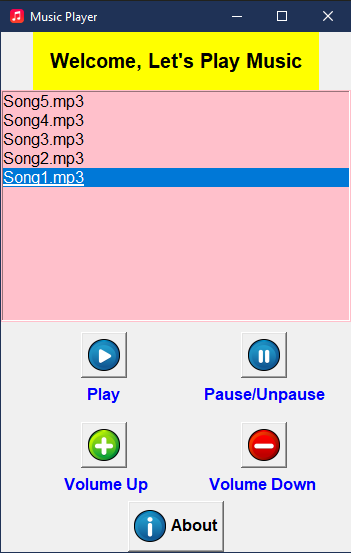 Music Player
Welcome, Let's Play Music
Song5.mp3
Song4.mp3
Song3.mp3
Song2.mp3
Song1.mp3
Play
Pause/Unpause
Volume Up
Volume Down
About